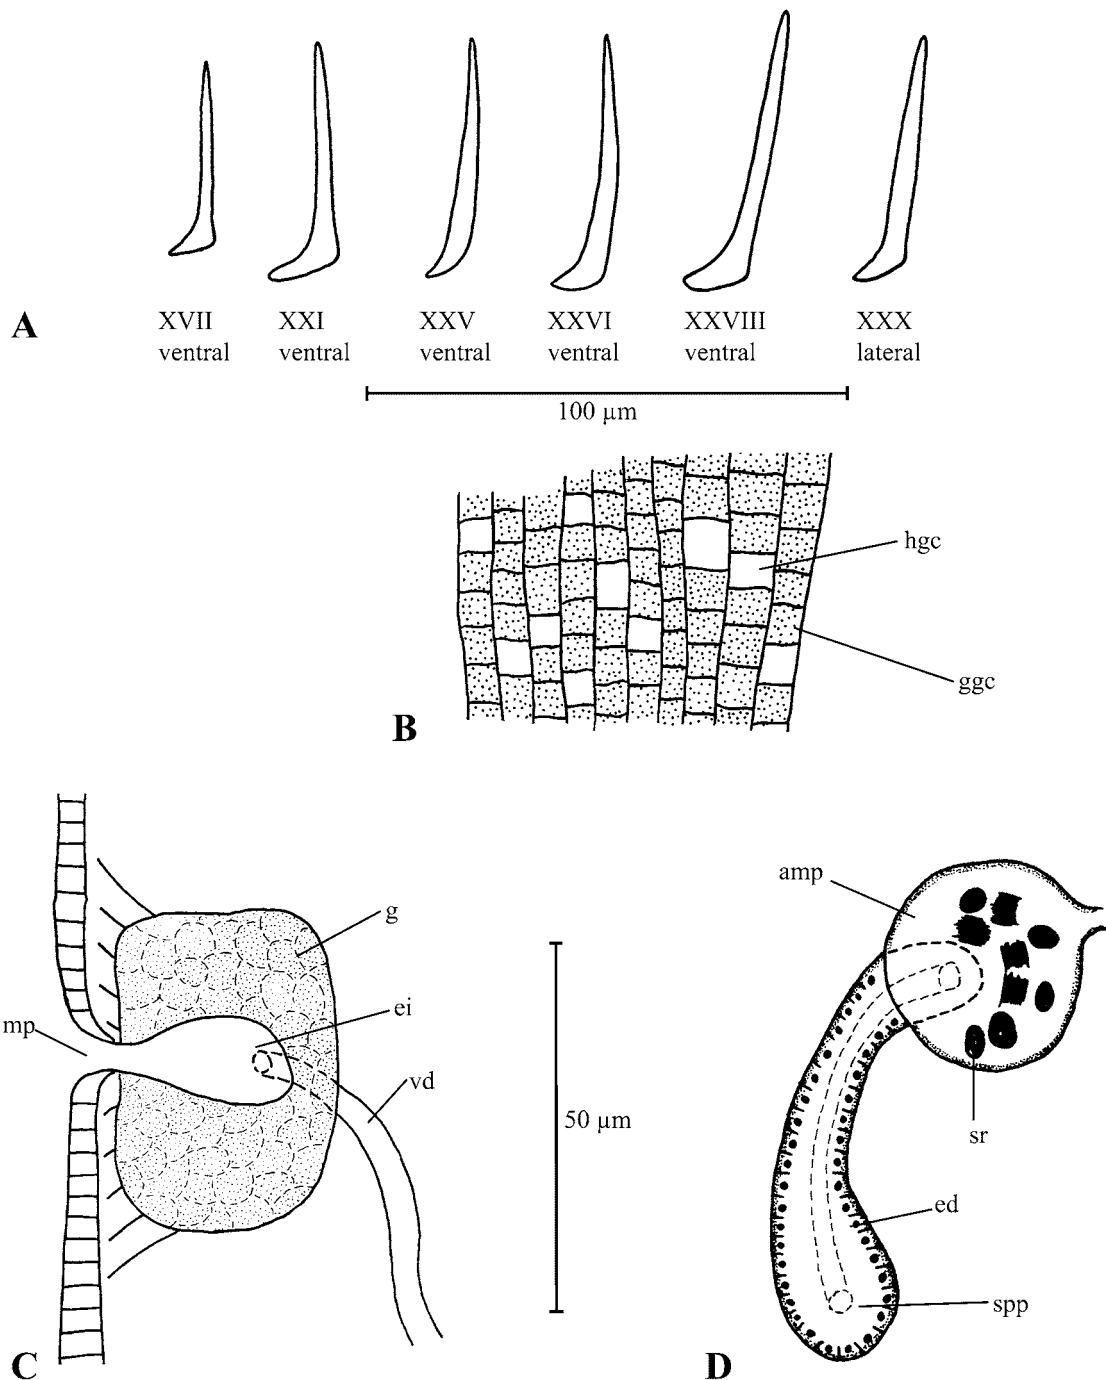 A
XVII
ventral
XXI
ventral
XXV
ventral
XXVI
ventral
XXVIII
ventral
XXX
lateral
100 µm
B
hgc
ggc
C
mp
g
ei
vd
50 µm
D
amp
sr
ed
spp